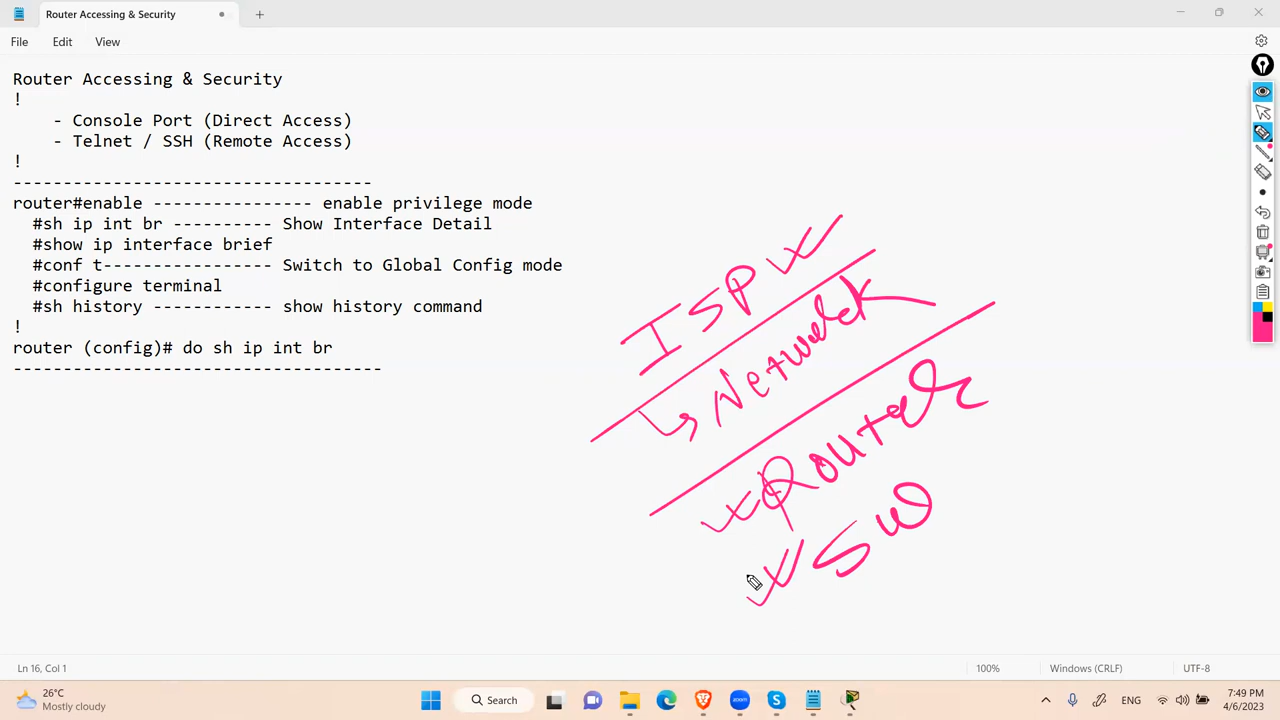 Router Accessing & Security
File
Edit
View
Router Accessing & Security
!
- Console Port (Direct Access)
- Telnet / SSH (Remote Access)
!
------------------------------------
router#enable ---------------- enable privilege mode
#sh ip int br ---------- Show Interface Detail
#show ip interface brief
#conf t----------------- Switch to Global Config mode
#configure terminal
#sh history ------------ show history command
!
router (config)# do sh ip int br
-------------------------------------
ISP
Network
Router
SW
Ln 16, Col 1
100%
Windows (CRLF)
UTF-8
26°C
Mostly cloudy
Search
zoom
ENG
7:49 PM
4/6/2023